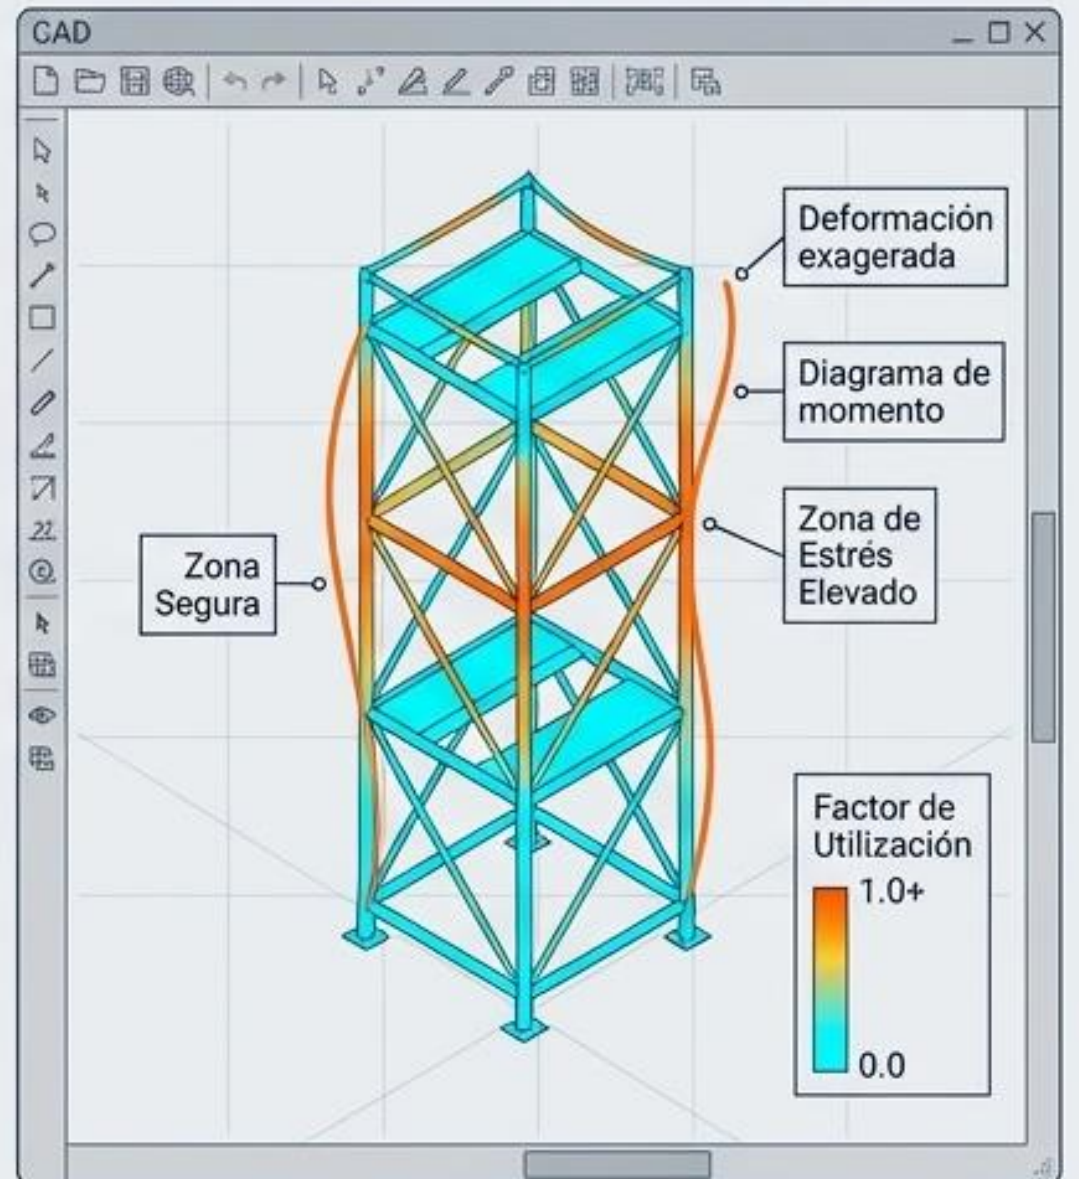 CAD
Deformación
exagerada
Diagrama de
momento
Zona de
Estrés
Elevado
Zona
Segura
Factor de
Utilización
1.0+
0.0